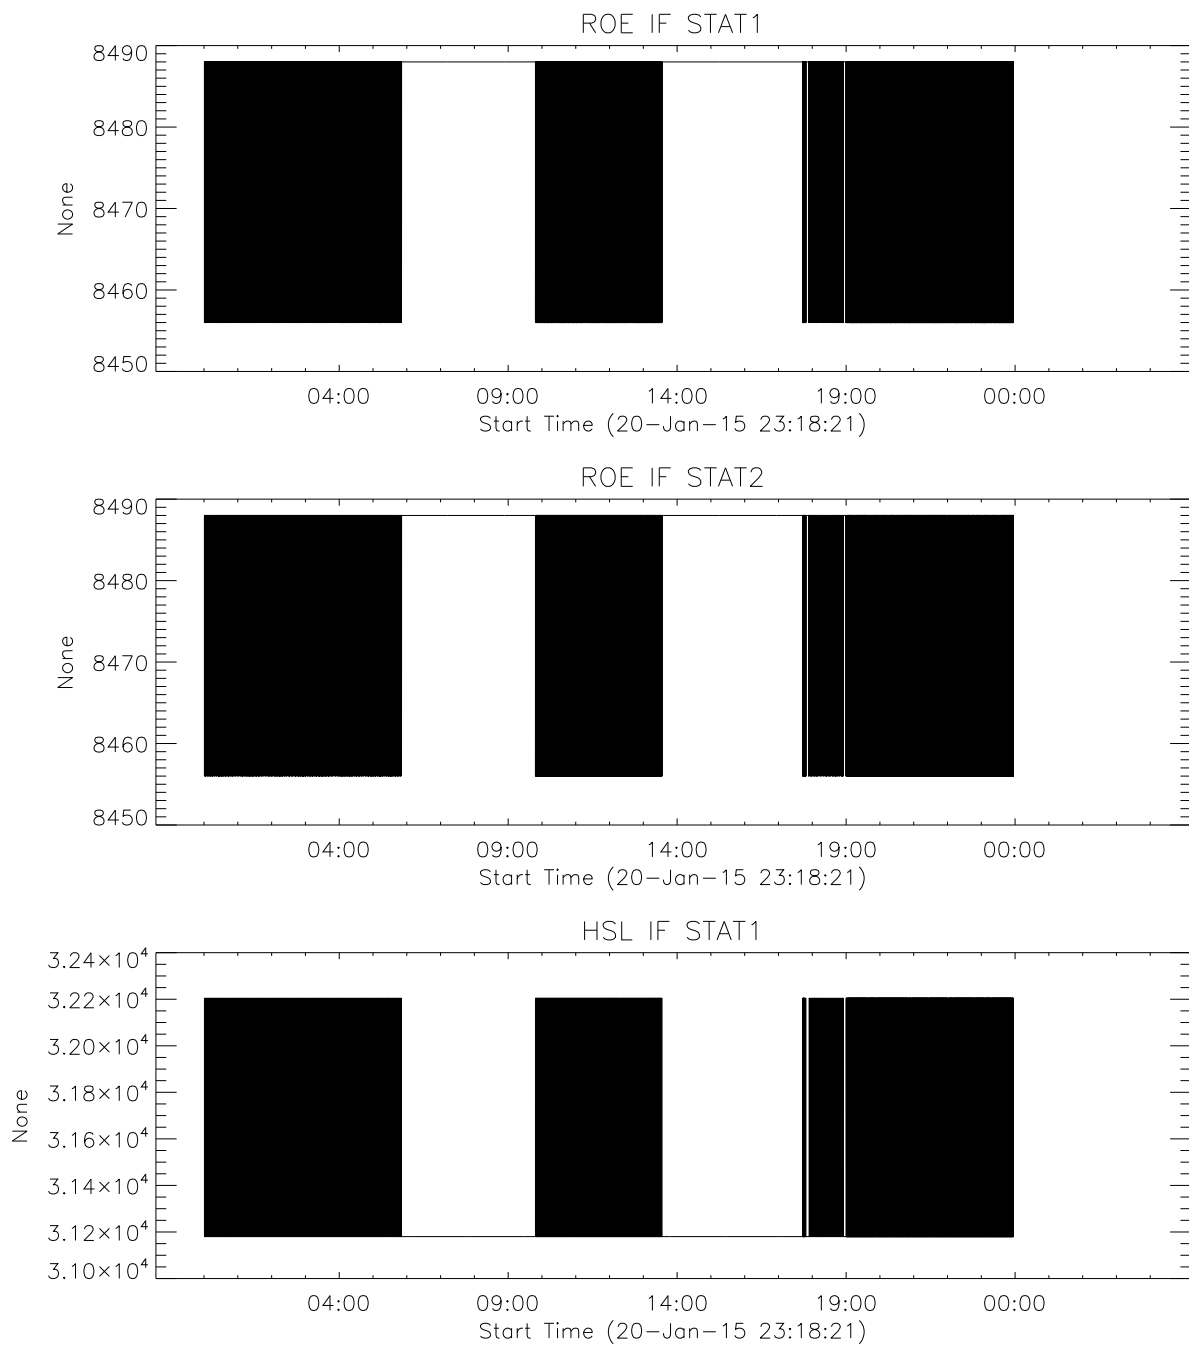 ROE IF STAT1
8490
8480
8470
8460
8450
None
04:00 09:00 14:00 19:00 00:00
Start Time (20-Jan-15 23:18:21)
ROE IF STAT2
8490
8480
8470
8460
8450
None
04:00 09:00 14:00 19:00 00:00
Start Time (20-Jan-15 23:18:21)
HSL IF STAT1
3.24×10⁴
3.22×10⁴
3.20×10⁴
3.18×10⁴
3.16×10⁴
3.14×10⁴
3.12×10⁴
3.10×10⁴
None
04:00 09:00 14:00 19:00 00:00
Start Time (20-Jan-15 23:18:21)